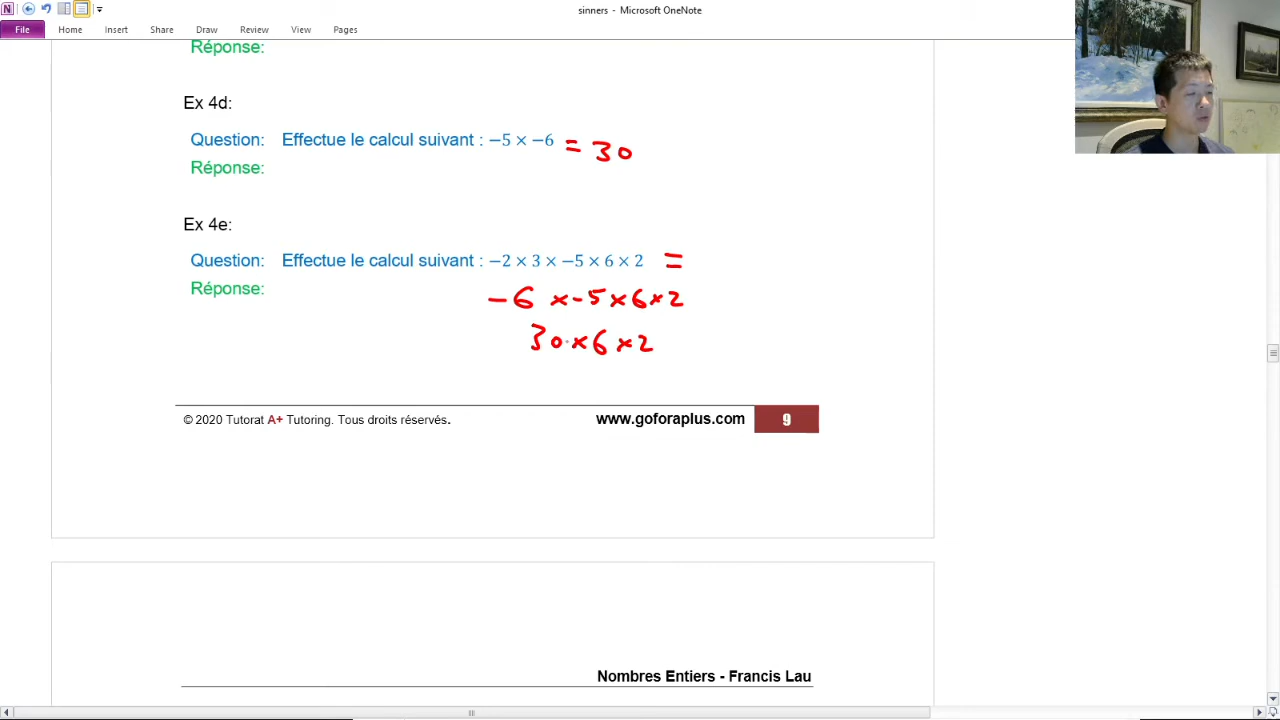 sinners - Microsoft OneNote
File Home Insert Share Draw Review View Pages
Réponse:
Ex 4d:
Question: Effectue le calcul suivant : −5 × −6 = 30
Réponse:
Ex 4e:
Question: Effectue le calcul suivant : −2 × 3 × −5 × 6 × 2 =
Réponse:
−6 × -5 × 6 × 2
30 × 6 × 2
© 2020 Tutorat A+ Tutoring. Tous droits réservés. www.goforaplus.com 9
Nombres Entiers - Francis Lau